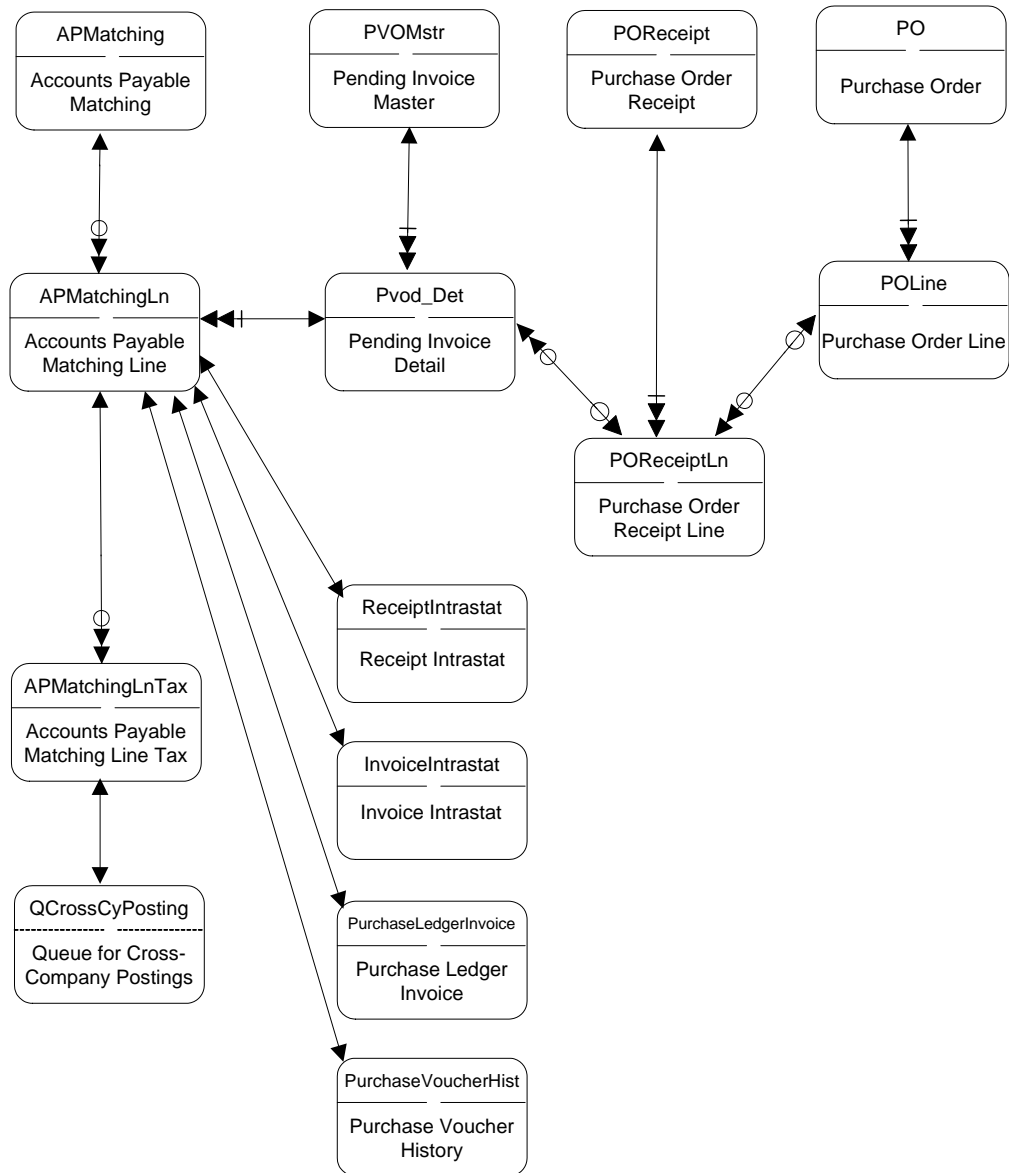 APMatching
Accounts Payable
Matching
PVOMstr
Pending Invoice
Master
POReceipt
Purchase Order
Receipt
PO
Purchase Order
APMatchingLn
Accounts Payable
Matching Line
Pvod_Det
Pending Invoice
Detail
POLine
Purchase Order Line
POReceiptLn
Purchase Order
Receipt Line
ReceiptIntrastat
Receipt Intrastat
APMatchingLnTax
Accounts Payable
Matching Line Tax
InvoiceIntrastat
Invoice Intrastat
QCrossCyPosting
Queue for Cross-
Company Postings
PurchaseLedgerInvoice
Purchase Ledger
Invoice
PurchaseVoucherHist
Purchase Voucher
History